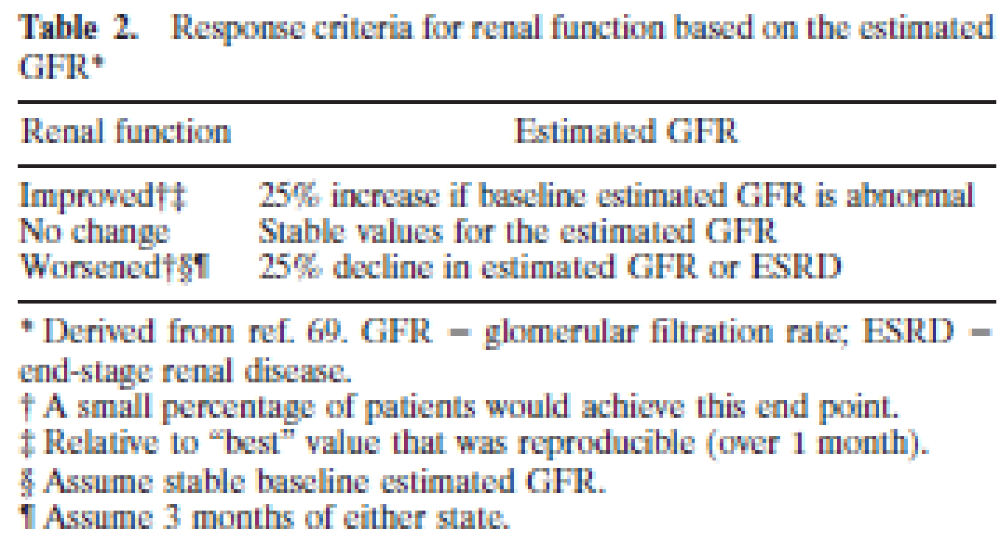 Table 2. Response criteria for renal function based on the estimated
GFR*
Renal function Estimated GFR
Improved†‡ 25% increase if baseline estimated GFR is abnormal
No change Stable values for the estimated GFR
Worsened†§¶ 25% decline in estimated GFR or ESRD
* Derived from ref. 69. GFR = glomerular filtration rate; ESRD =
end-stage renal disease.
† A small percentage of patients would achieve this end point.
‡ Relative to “best” value that was reproducible (over 1 month).
§ Assume stable baseline estimated GFR.
¶ Assume 3 months of either state.